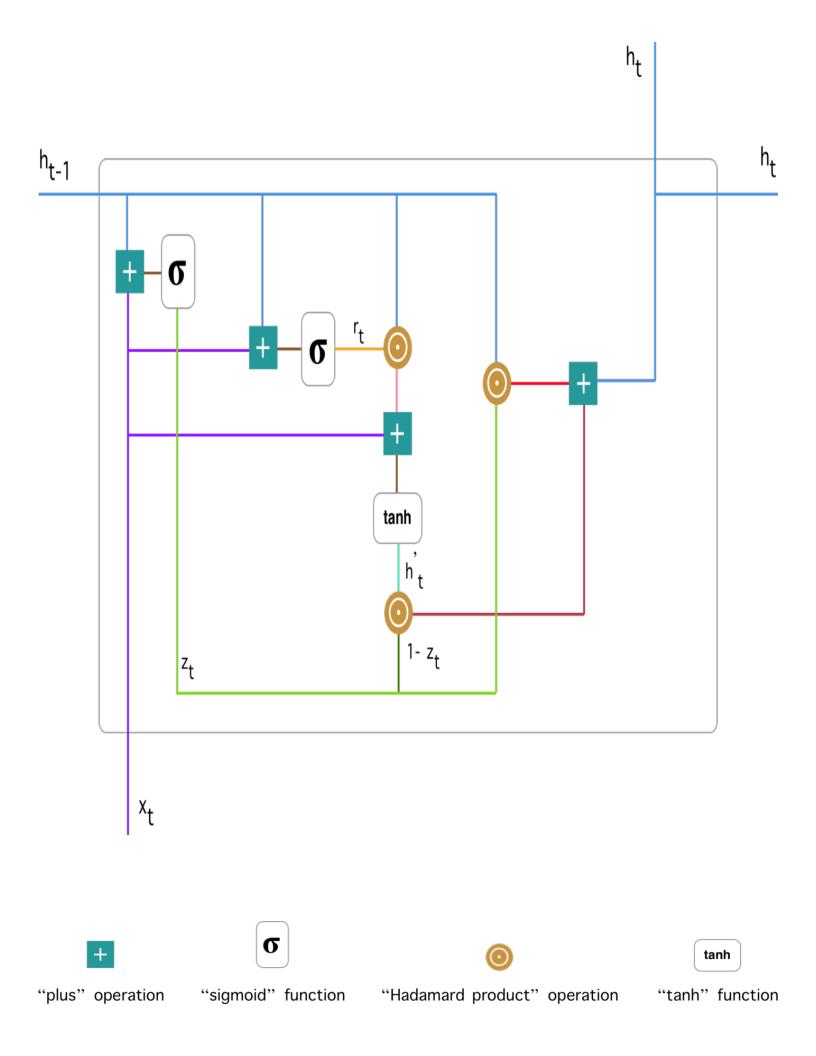 h_t
h_t-1
h_t
+
σ
r_t
+
σ
+
+
tanh
h'_t
1- z_t
z_t
x_t
+
σ
tanh
“plus” operation “sigmoid” function “Hadamard product” operation “tanh” function